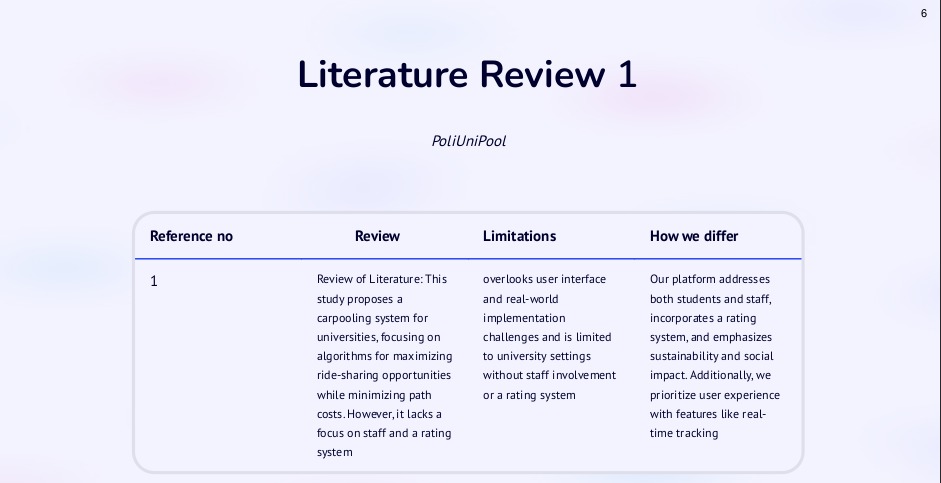 6
Literature Review 1
PoliUniPool
Reference no
Review
Limitations
How we differ
1
Review of Literature: This
study proposes a
carpooling system for
universities, focusing on
algorithms for maximizing
ride-sharing opportunities
while minimizing path
costs. However, it lacks a
focus on staff and a rating
system
overlooks user interface
and real-world
implementation
challenges and is limited
to university settings
without staff involvement
or a rating system
Our platform addresses
both students and staff,
incorporates a rating
system, and emphasizes
sustainability and social
impact. Additionally, we
prioritize user experience
with features like real-
time tracking